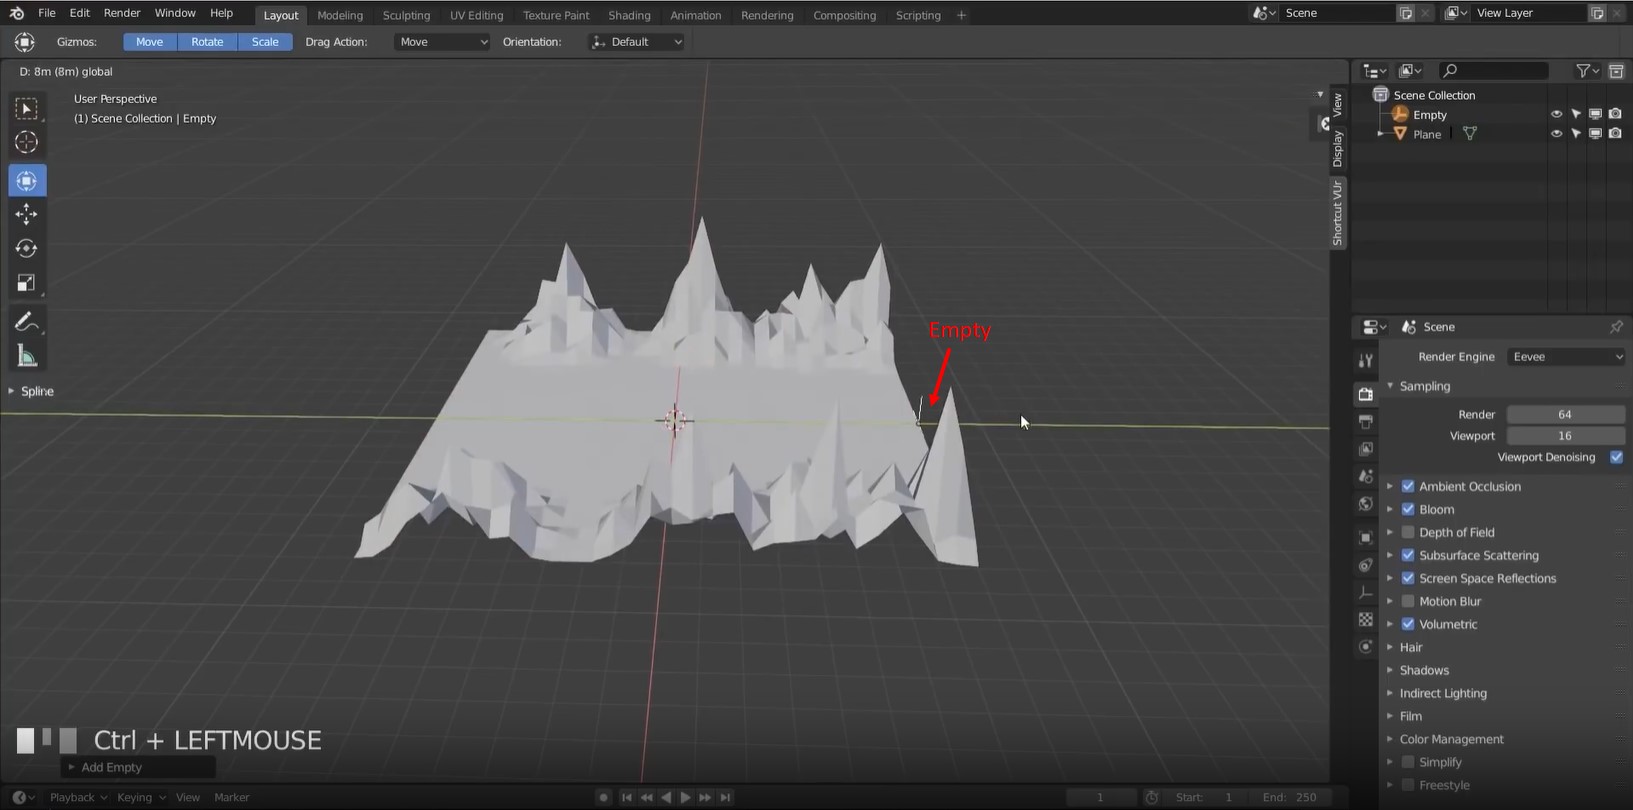 File Edit Render Window Help Layout Modeling Sculpting UV Editing Texture Paint Shading Animation Rendering Compositing Scripting + Scene View Layer
Gizmos: Move Rotate Scale Drag Action: Move Orientation: Default
D: 8m (8m) global
User Perspective
(1) Scene Collection | Empty
View
Display
Shortcut VUr
Scene Collection
Empty
Plane
Empty
Spline
Scene
Render Engine Eevee
Sampling
Render 64
Viewport 16
Viewport Denoising
Ambient Occlusion
Bloom
Depth of Field
Subsurface Scattering
Screen Space Reflections
Motion Blur
Volumetric
Hair
Shadows
Indirect Lighting
Film
Color Management
Simplify
Freestyle
Ctrl + LEFTMOUSE
Add Empty
Playback Keying View Marker 1 Start: 1 End: 250